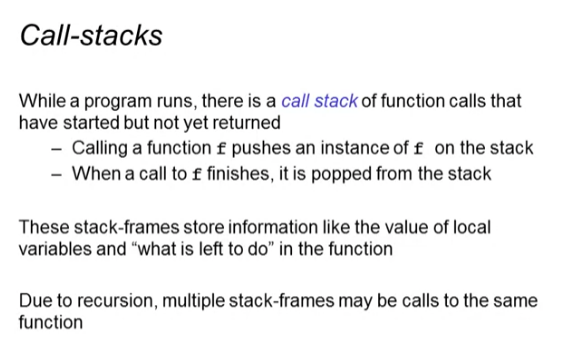 Call-stacks
While a program runs, there is a call stack of function calls that
have started but not yet returned
– Calling a function f pushes an instance of f on the stack
– When a call to f finishes, it is popped from the stack
These stack-frames store information like the value of local
variables and “what is left to do” in the function
Due to recursion, multiple stack-frames may be calls to the same
function